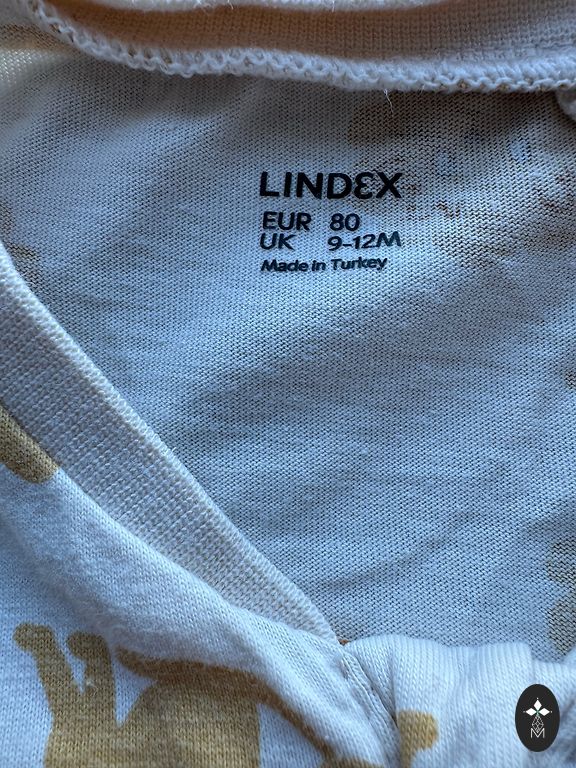 LINDEX
EUR 80
UK 9-12M
Made in Turkey
M